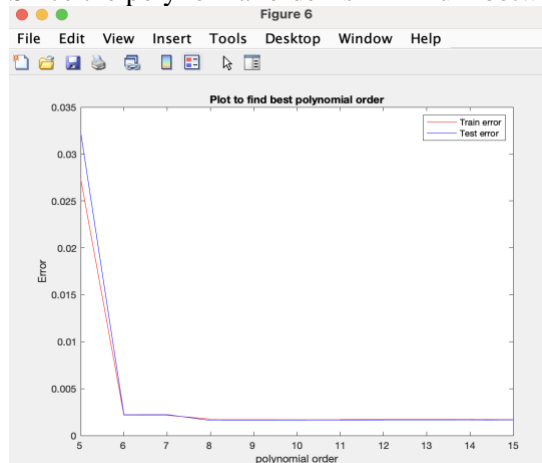 Figure 6
File Edit View Insert Tools Desktop Window Help
Plot to find best polynomial order
Train error
Test error
0.035
0.03
0.025
0.02
0.015
0.01
0.005
0
Error
5 6 7 8 9 10 11 12 13 14 15
polynomial order